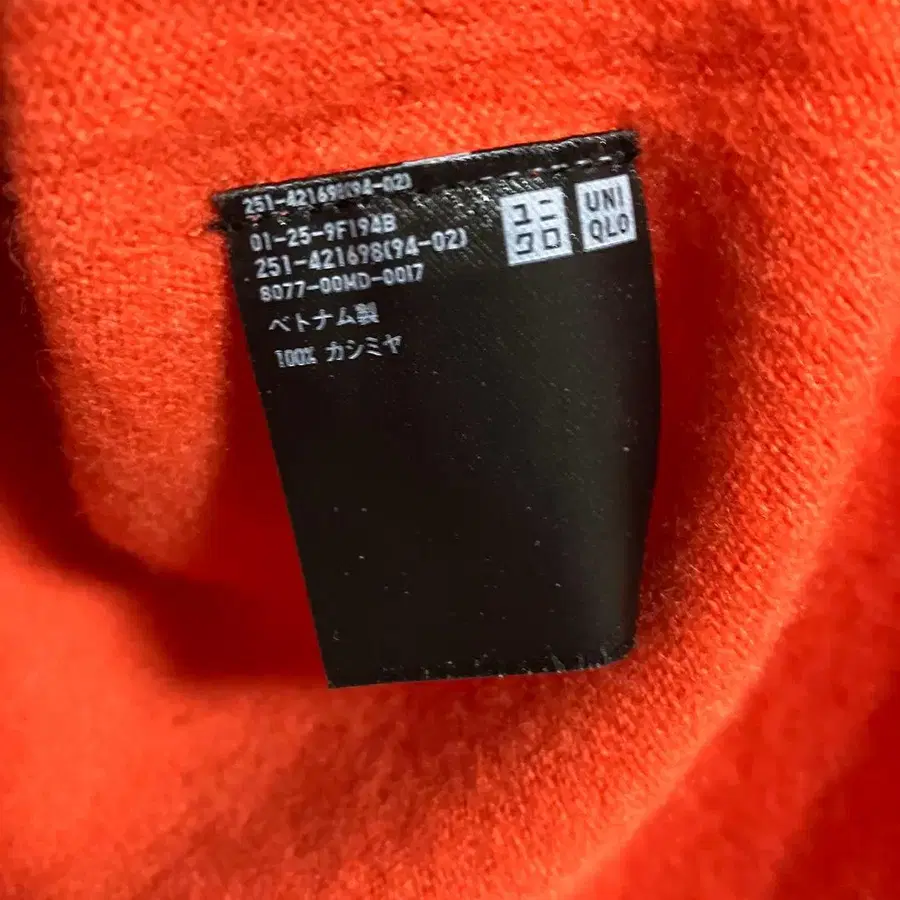 251-421698(94-02)
01-25-9F194B
251-421698(94-02)
8077-00MD-0017
ベトナム製
100% カシミヤ
ユニ
クロ
UNI
QLO